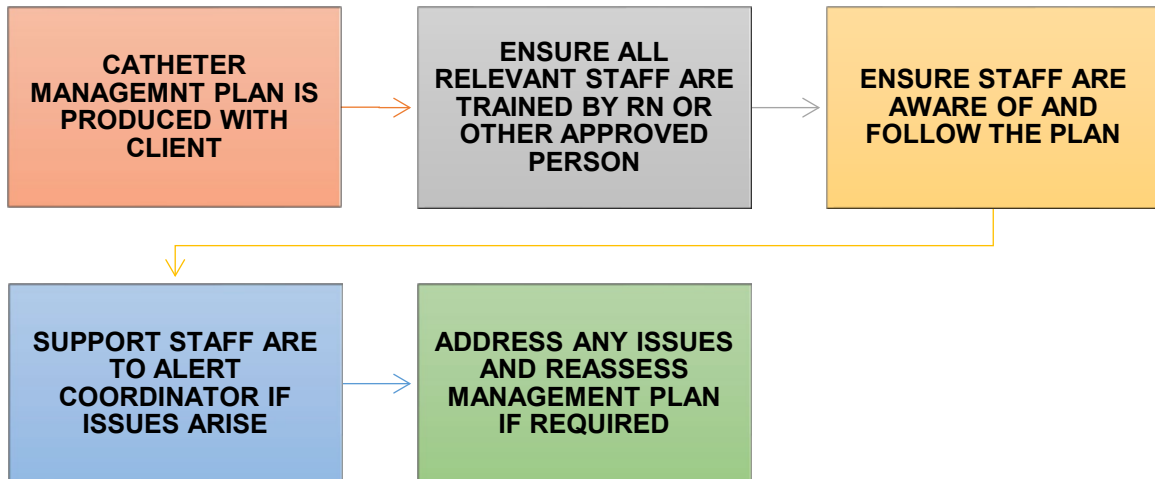 CATHETER
MANAGEMNT PLAN IS
PRODUCED WITH
CLIENT
ENSURE ALL
RELEVANT STAFF ARE
TRAINED BY RN OR
OTHER APPROVED
PERSON
ENSURE STAFF ARE
AWARE OF AND
FOLLOW THE PLAN
SUPPORT STAFF ARE
TO ALERT
COORDINATOR IF
ISSUES ARISE
ADDRESS ANY ISSUES
AND REASSESS
MANAGEMENT PLAN
IF REQUIRED